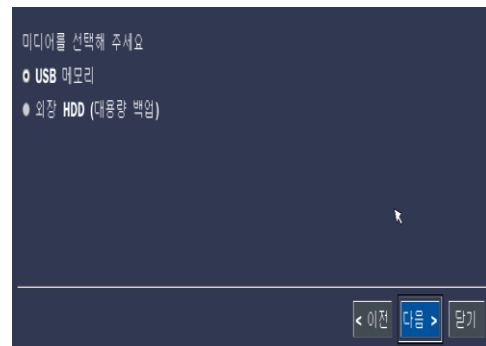 미디어를 선택해 주세요
USB 메모리
외장 HDD (대용량 백업)
< 이전 다음 > 닫기